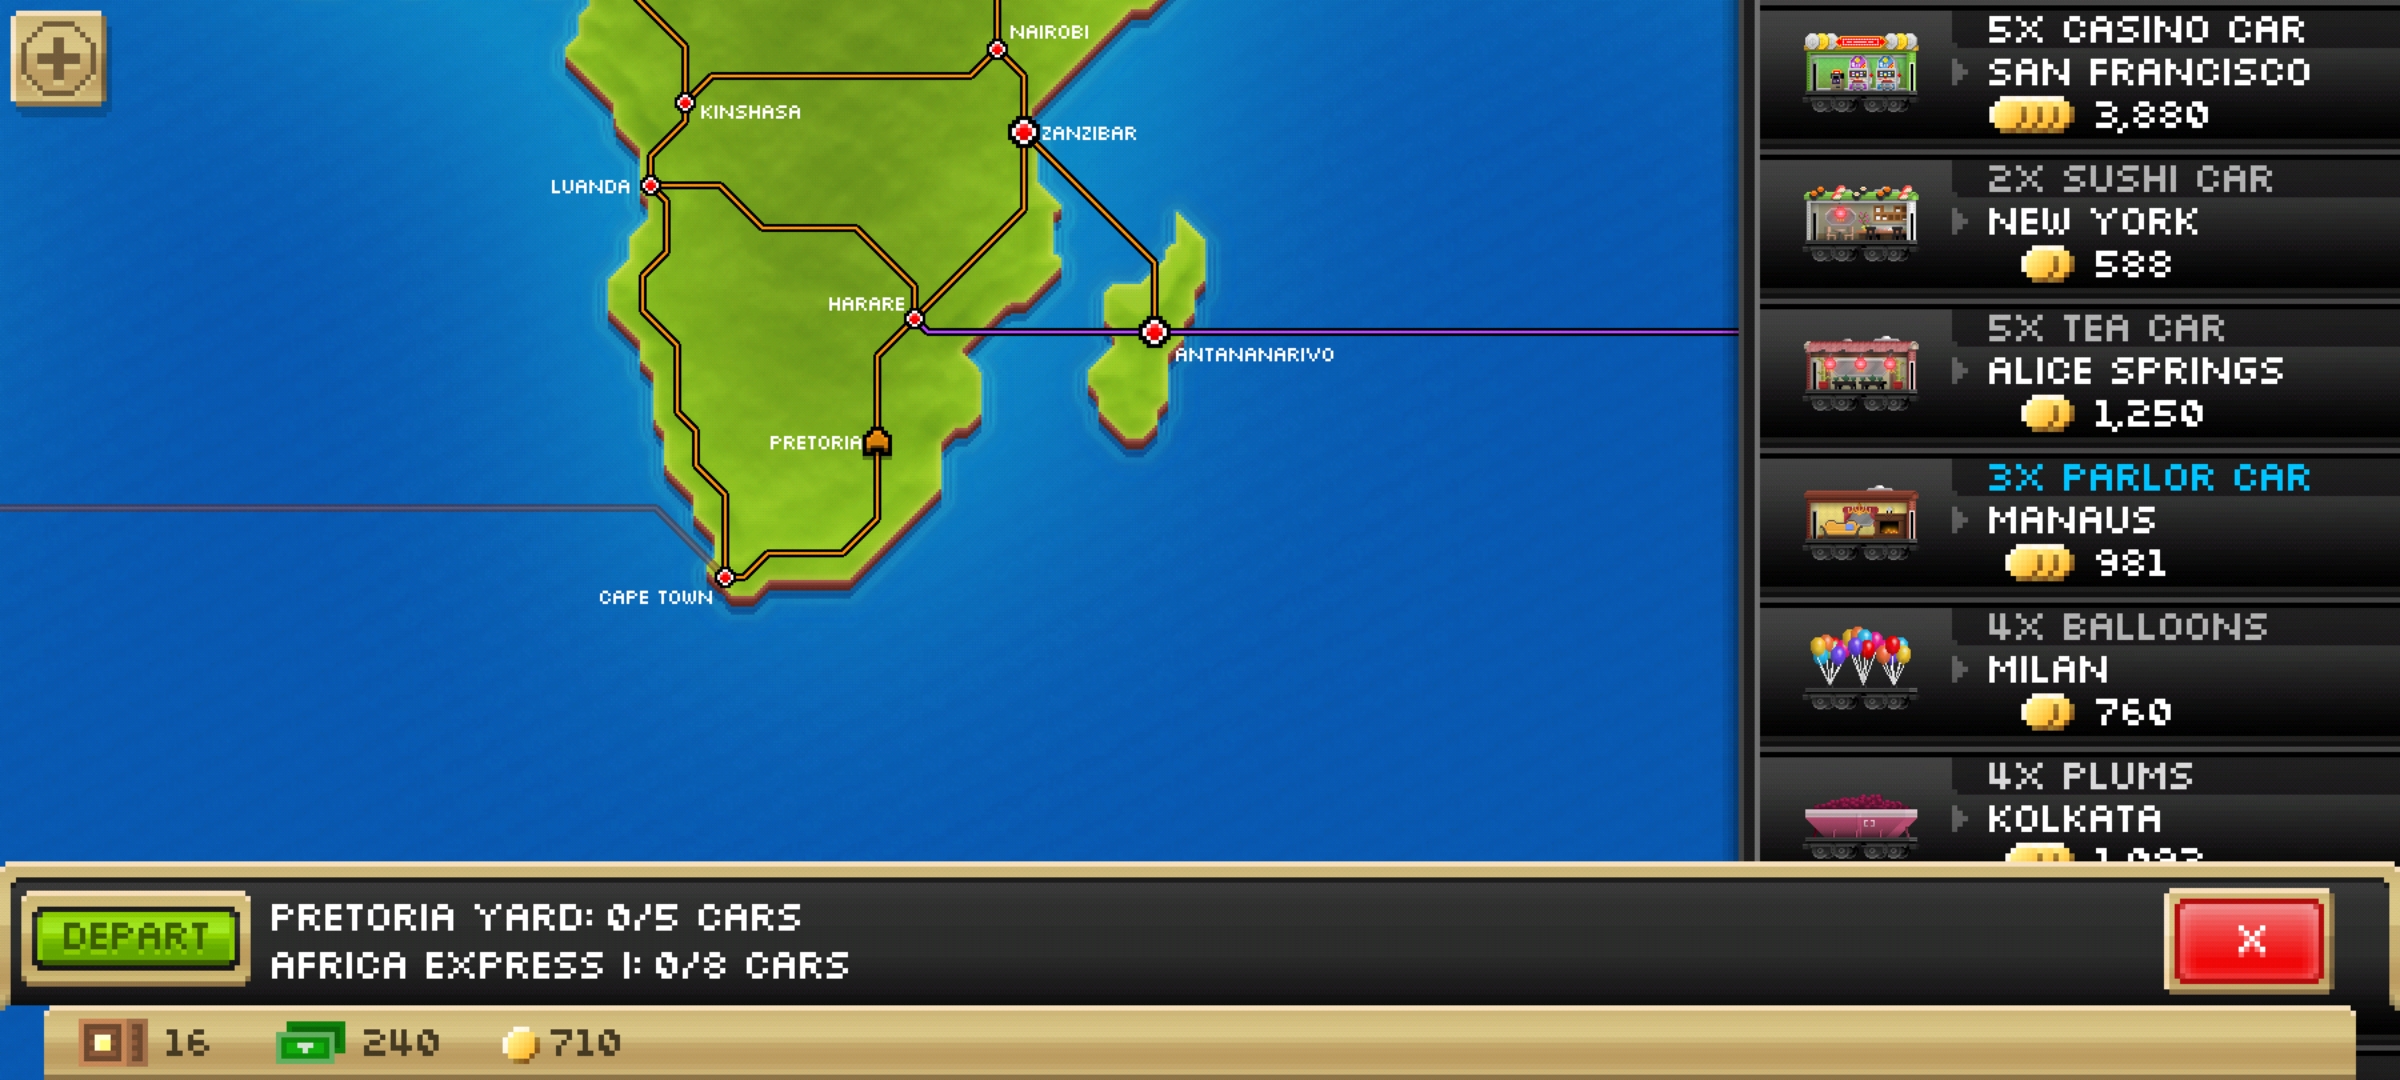 NAIROBI
KINSHASA
ZANZIBAR
LUANDA
HARARE
ANTANANARIVO
PRETORIA
CAPE TOWN
5X CASINO CAR
SAN FRANCISCO
3,880
2X SUSHI CAR
NEW YORK
588
5X TEA CAR
ALICE SPRINGS
1,250
3X PARLOR CAR
MANAUS
981
4X BALLOONS
MILAN
760
4X PLUMS
KOLKATA
DEPART
PRETORIA YARD: 0/5 CARS
AFRICA EXPRESS I: 0/8 CARS
X
16
240
710